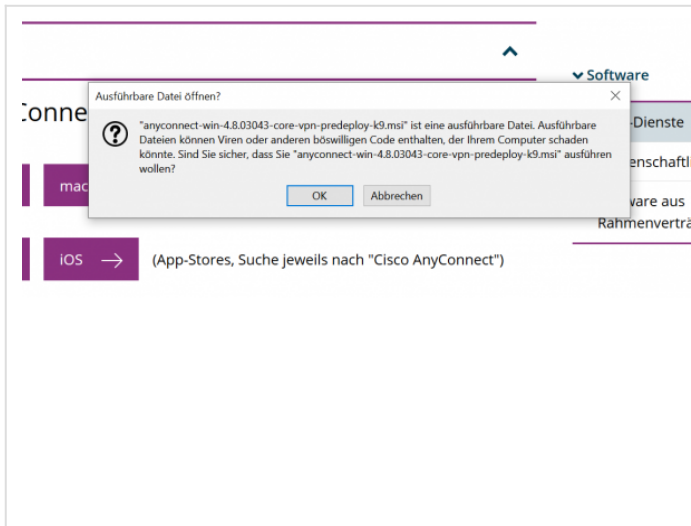 Software
Ausführbare Datei öffnen?
"anyconnect-win-4.8.03043-core-vpn-predeploy-k9.msi" ist eine ausführbare Datei. Ausführbare
Dateien können Viren oder anderen böswilligen Code enthalten, der Ihrem Computer schaden
könnte. Sind Sie sicher, dass Sie "anyconnect-win-4.8.03043-core-vpn-predeploy-k9.msi" ausführen
wollen?
OK Abbrechen
Conne
-Dienste
enschaftli
mac
ware aus
Rahmenverträ
iOS → (App-Stores, Suche jeweils nach "Cisco AnyConnect")